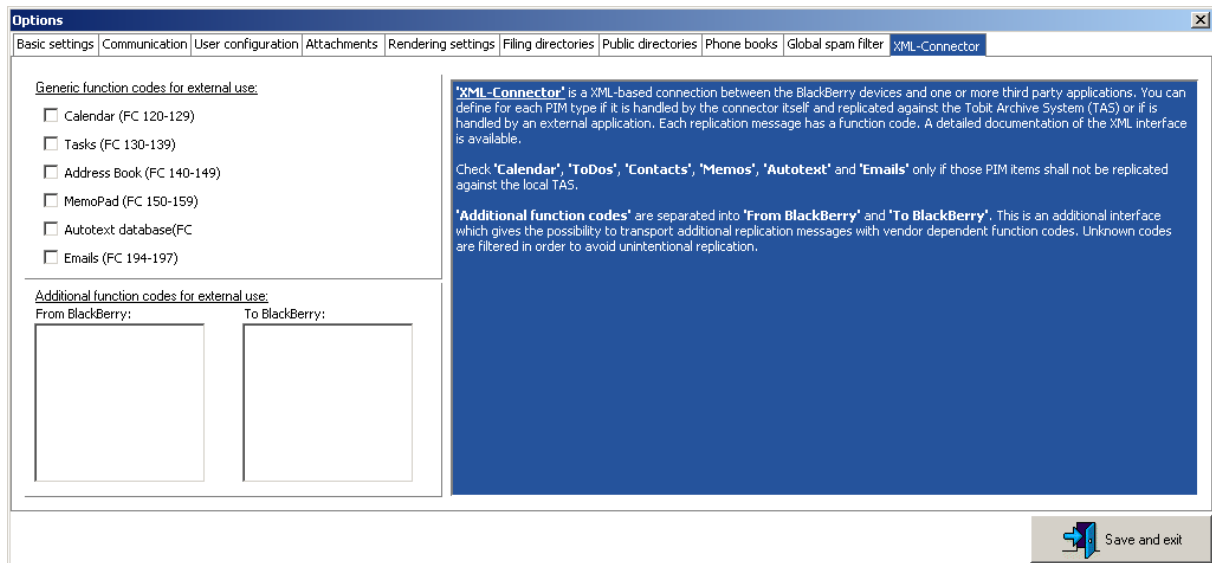 Options
Basic settings Communication User configuration Attachments Rendering settings Filing directories Public directories Phone books Global spam filter XML-Connector
Generic function codes for external use:
Calendar (FC 120-129)
Tasks (FC 130-139)
Address Book (FC 140-149)
MemoPad (FC 150-159)
Autotext database(FC
Emails (FC 194-197)
Additional function codes for external use:
From BlackBerry: To BlackBerry:
'XML-Connector' is a XML-based connection between the BlackBerry devices and one or more third party applications. You can
define for each PIM type if it is handled by the connector itself and replicated against the Tobit Archive System (TAS) or if is
handled by an external application. Each replication message has a function code. A detailed documentation of the XML interface
is available.
Check 'Calendar', 'ToDos', 'Contacts', 'Memos', 'Autotext' and 'Emails' only if those PIM items shall not be replicated
against the local TAS.
'Additional function codes' are separated into 'From BlackBerry' and 'To BlackBerry'. This is an additional interface
which gives the possibility to transport additional replication messages with vendor dependent function codes. Unknown codes
are filtered in order to avoid unintentional replication.
Save and exit